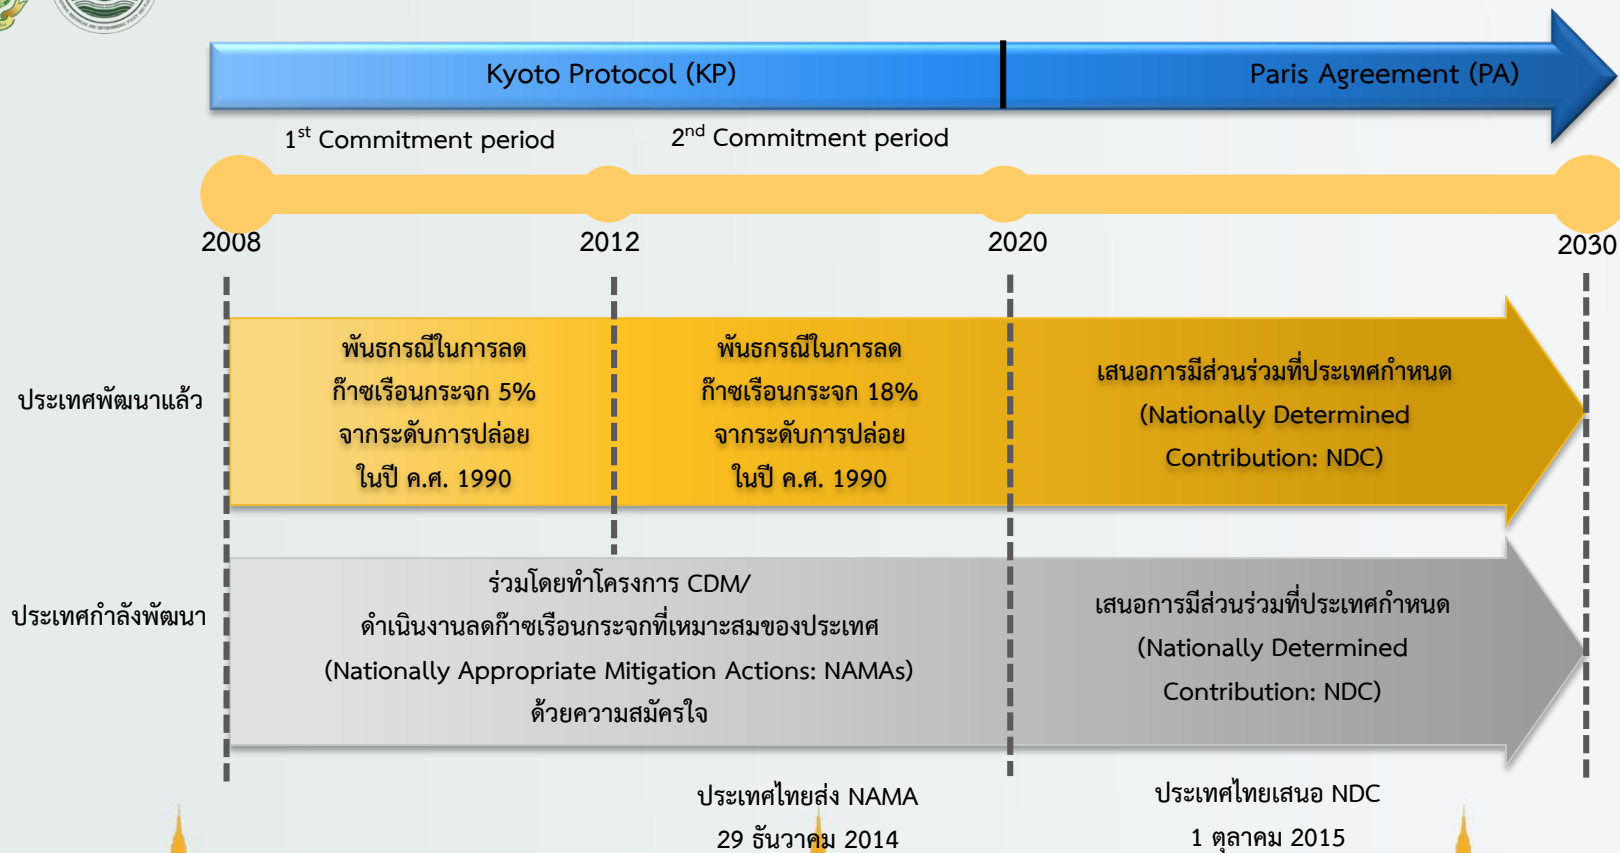 Kyoto Protocol (KP)
Paris Agreement (PA)
1st Commitment period
2nd Commitment period
2008
2012
2020
2030
ประเทศพัฒนาแล้ว
พันธกรณีในการลด
ก๊าซเรือนกระจก 5%
จากระดับการปล่อย
ในปี ค.ศ. 1990
พันธกรณีในการลด
ก๊าซเรือนกระจก 18%
จากระดับการปล่อย
ในปี ค.ศ. 1990
เสนอการมีส่วนร่วมที่ประเทศกำหนด
(Nationally Determined
Contribution: NDC)
ประเทศกำลังพัฒนา
ร่วมโดยทำโครงการ CDM/
ดำเนินงานลดก๊าซเรือนกระจกที่เหมาะสมของประเทศ
(Nationally Appropriate Mitigation Actions: NAMAs)
ด้วยความสมัครใจ
เสนอการมีส่วนร่วมที่ประเทศกำหนด
(Nationally Determined
Contribution: NDC)
ประเทศไทยส่ง NAMA
29 ธันวาคม 2014
ประเทศไทยเสนอ NDC
1 ตุลาคม 2015